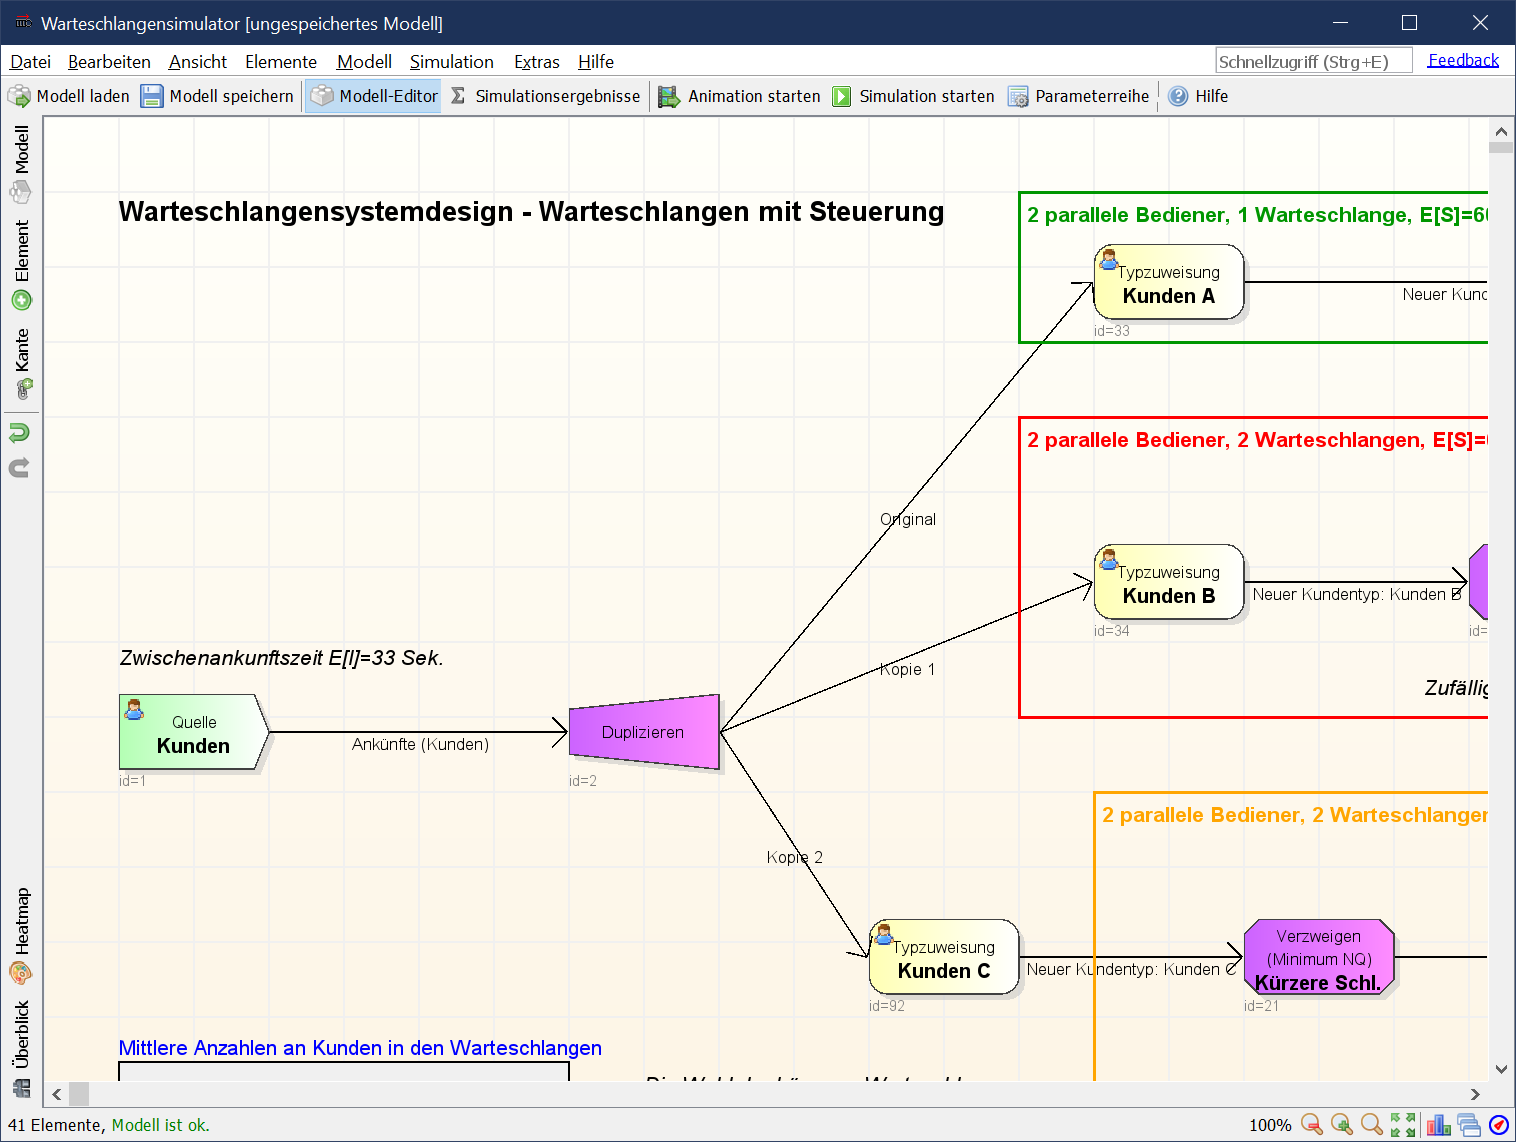 Warteschlangensimulator [ungespeichertes Modell]
Datei Bearbeiten Ansicht Elemente Modell Simulation Extras Hilfe
Schnellzugriff (Strg+E) Feedback
Modell laden Modell speichern Modell-Editor Σ Simulationsergebnisse Animation starten Simulation starten Parameterreihe Hilfe
Modell
Element
Kante
Heatmap
Überblick
Warteschlangensystemdesign - Warteschlangen mit Steuerung
2 parallele Bediener, 1 Warteschlange, E[S]=6
Typzuweisung
Kunden A
id=33
Neuer Kund
2 parallele Bediener, 2 Warteschlangen, E[S]=
Original
Typzuweisung
Kunden B
id=34
Neuer Kundentyp: Kunden B
id=
Kopie 1
Zufällig
Zwischenankunftszeit E[I]=33 Sek.
Quelle
Kunden
id=1
Ankünfte (Kunden)
Duplizieren
id=2
2 parallele Bediener, 2 Warteschlangen
Kopie 2
Typzuweisung
Kunden C
id=92
Neuer Kundentyp: Kunden C
Verzweigen
(Minimum NQ)
Kürzere Schl.
id=21
Mittlere Anzahlen an Kunden in den Warteschlangen
41 Elemente, Modell ist ok.
100%